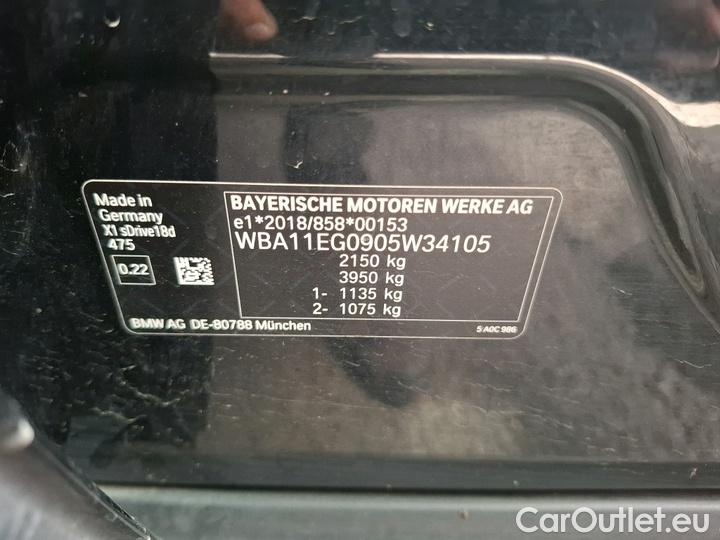 Made in
Germany
X1 sDrive18d
475
0.22
BAYERISCHE MOTOREN WERKE AG
e1*2018/858*00153
WBA11EG0905W34105
2150 kg
3950 kg
1- 1135 kg
2- 1075 kg
BMW AG DE-80788 München
5 A0C 986
CarOutlet.eu